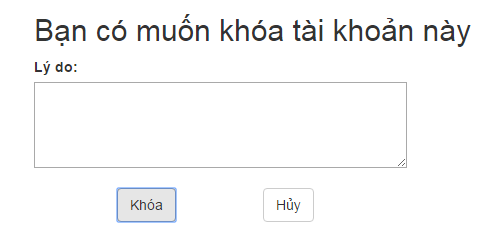 Bạn có muốn khóa tài khoản này
Lý do:
Khóa
Hủy